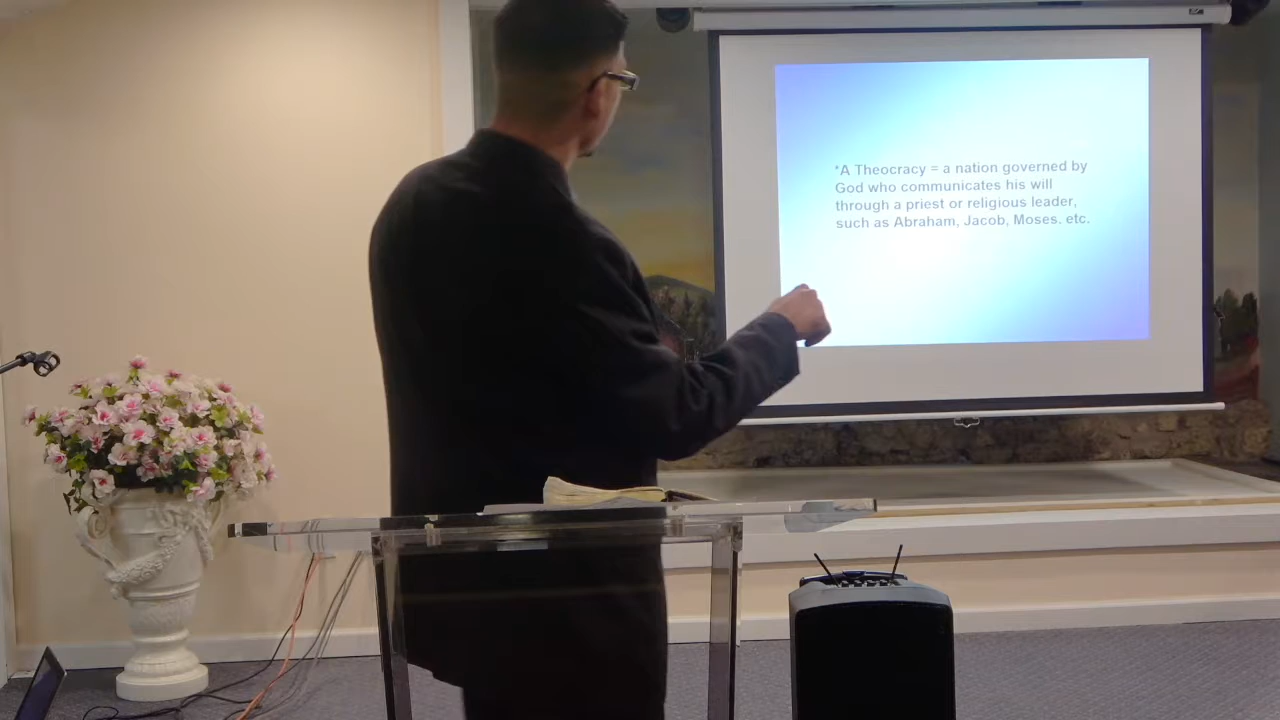 *A Theocracy = a nation governed by
God who communicates his will
through a priest or religious leader,
such as Abraham, Jacob, Moses. etc.